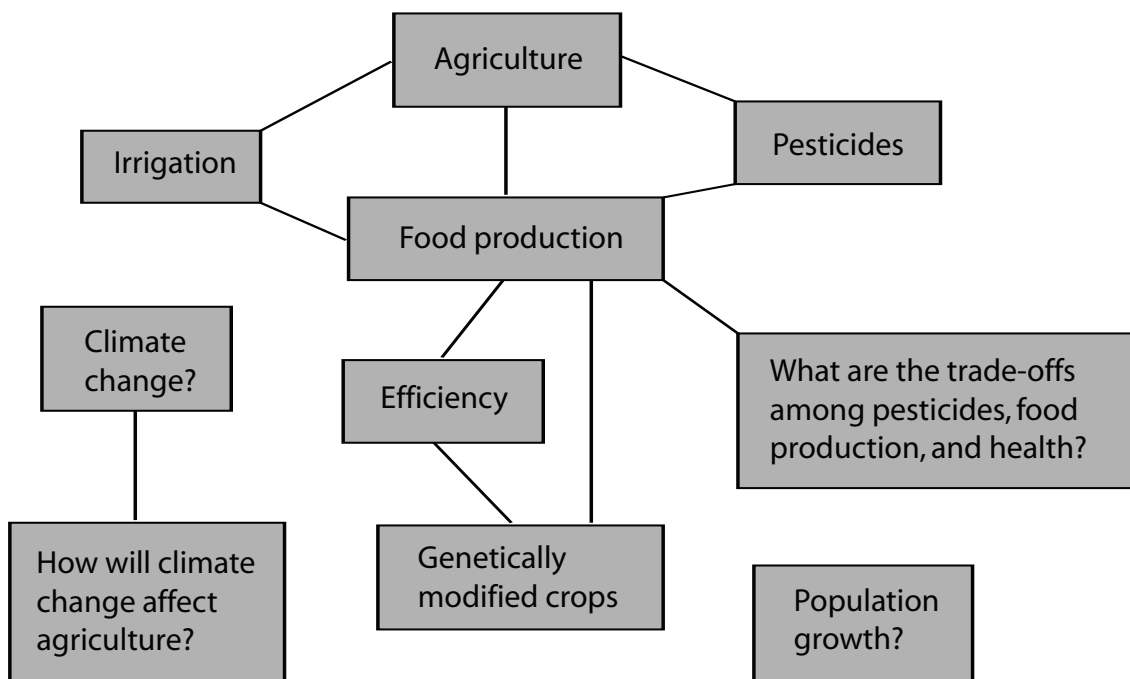 Agriculture
Irrigation
Pesticides
Food production
Climate
change?
Efficiency
What are the trade-offs
among pesticides, food
production, and health?
How will climate
change affect
agriculture?
Genetically
modified crops
Population
growth?